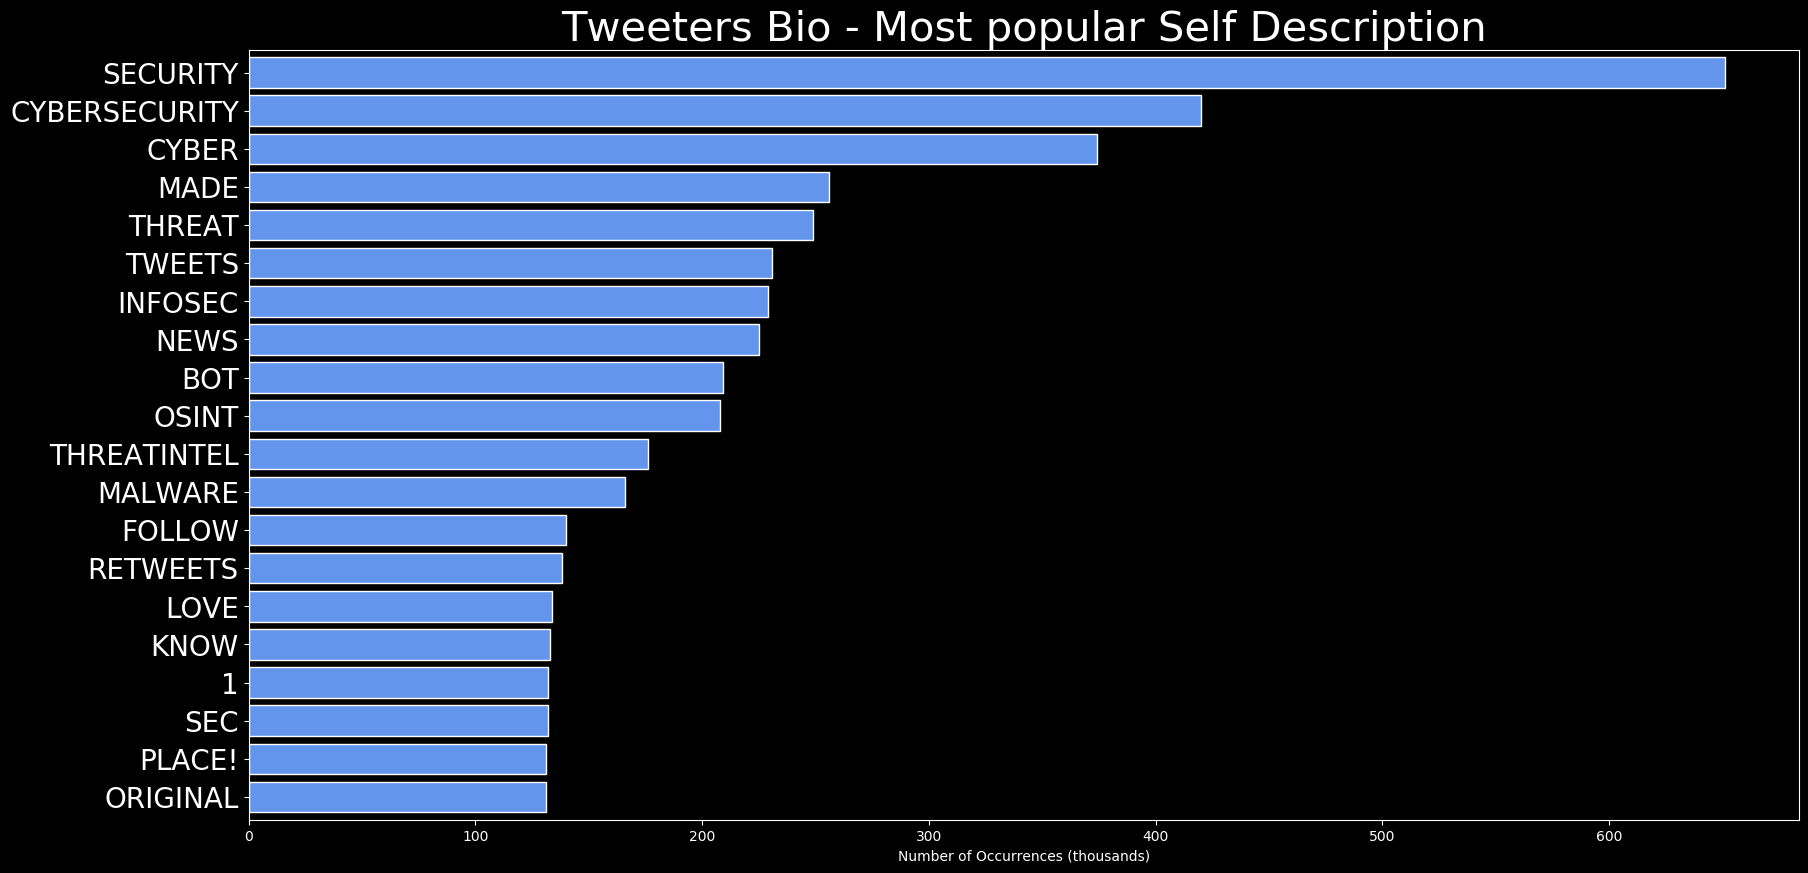 Tweeters Bio - Most popular Self Description
SECURITY
CYBERSECURITY
CYBER
MADE
THREAT
TWEETS
INFOSEC
NEWS
BOT
OSINT
THREATINTEL
MALWARE
FOLLOW
RETWEETS
LOVE
KNOW
1
SEC
PLACE!
ORIGINAL
0 100 200 300 400 500 600
Number of Occurrences (thousands)